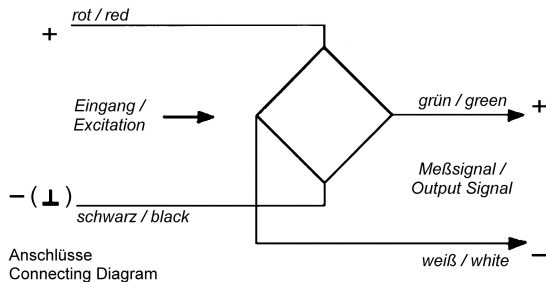 rot / red
+
Eingang /
Excitation
grün / green
+
Meßsignal /
Output Signal
– (⊥)
schwarz / black
Anschlüsse
Connecting Diagram
weiß / white
–